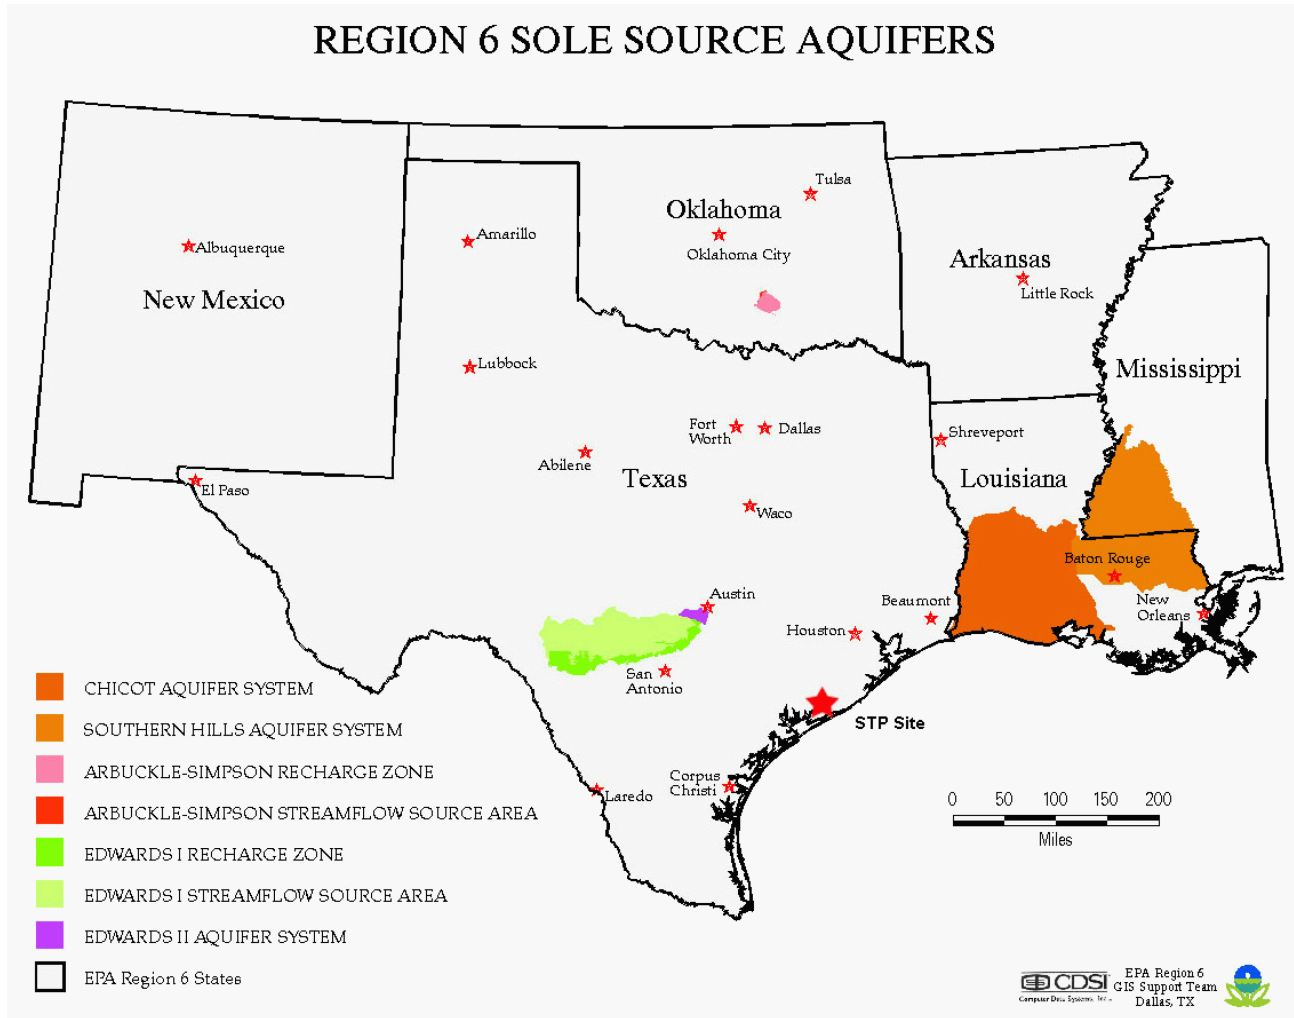 REGION 6 SOLE SOURCE AQUIFERS
Tulsa
Oklahoma
Amarillo
Oklahoma City
Albuquerque
Arkansas
Little Rock
New Mexico
Lubbock
Mississippi
Fort
Worth
Dallas
Shreveport
Abilene
Texas
Louisiana
El Paso
Waco
Baton Rouge
Austin
Beaumont
New
Orleans
Houston
San
Antonio
STP Site
Corpus
Christi
Laredo
CHICOT AQUIFER SYSTEM
SOUTHERN HILLS AQUIFER SYSTEM
ARBUCKLE-SIMPSON RECHARGE ZONE
ARBUCKLE-SIMPSON STREAMFLOW SOURCE AREA
EDWARDS I RECHARGE ZONE
EDWARDS I STREAMFLOW SOURCE AREA
EDWARDS II AQUIFER SYSTEM
EPA Region 6 States
0 50 100 150 200
Miles
CDSI
Computer Data Systems, Inc.
EPA Region 6
GIS Support Team
Dallas, TX